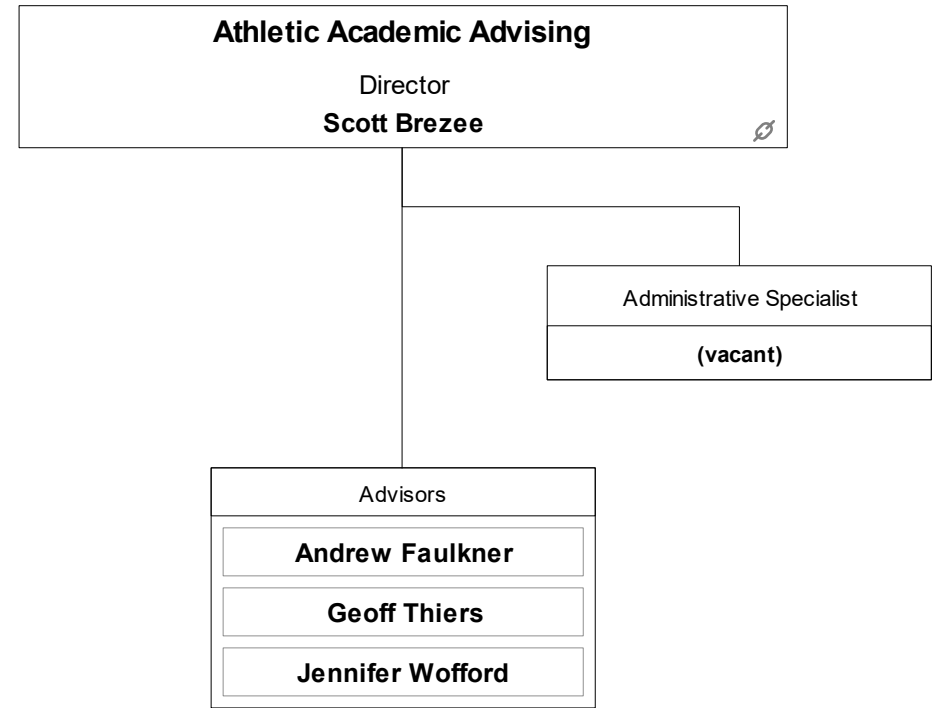 Athletic Academic Advising
Director
Scott Brezee
Administrative Specialist
(vacant)
Advisors
Andrew Faulkner
Geoff Thiers
Jennifer Wofford